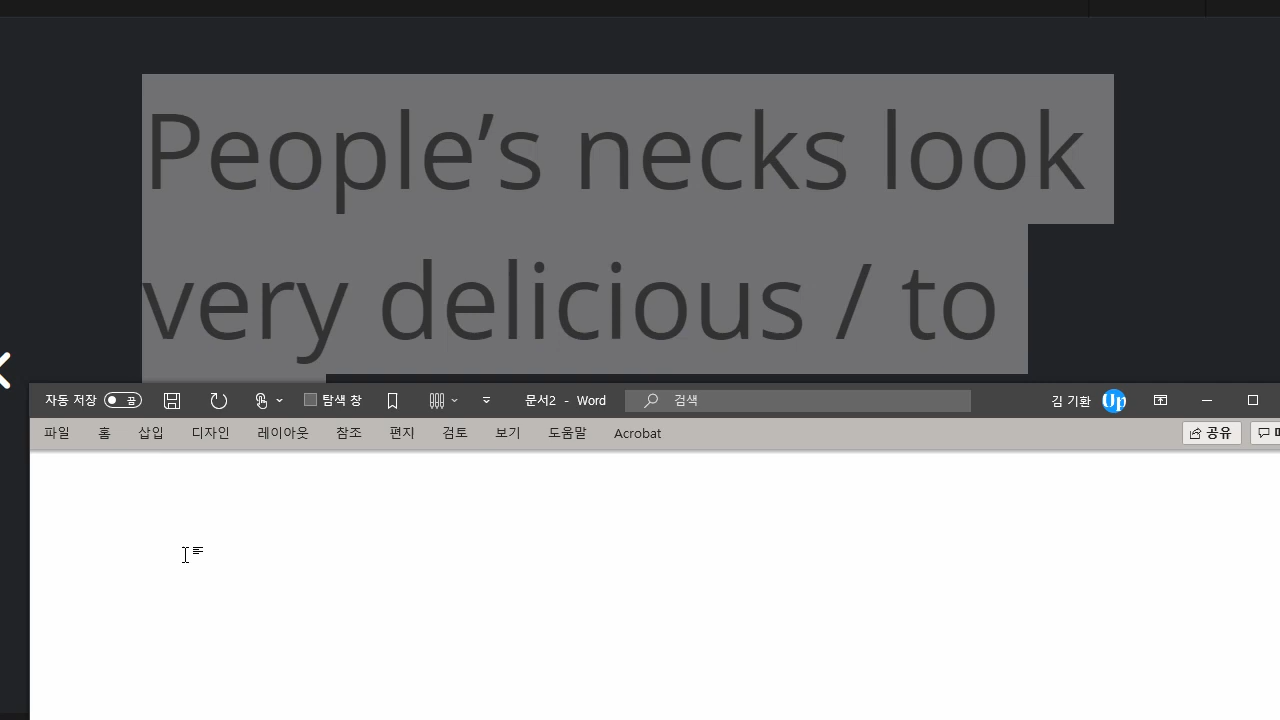 People’s necks look
very delicious / to
자동 저장 끔 탐색 창 문서2 - Word 검색 김 기환 Up
파일 홈 삽입 디자인 레이아웃 참조 편지 검토 보기 도움말 Acrobat 공유